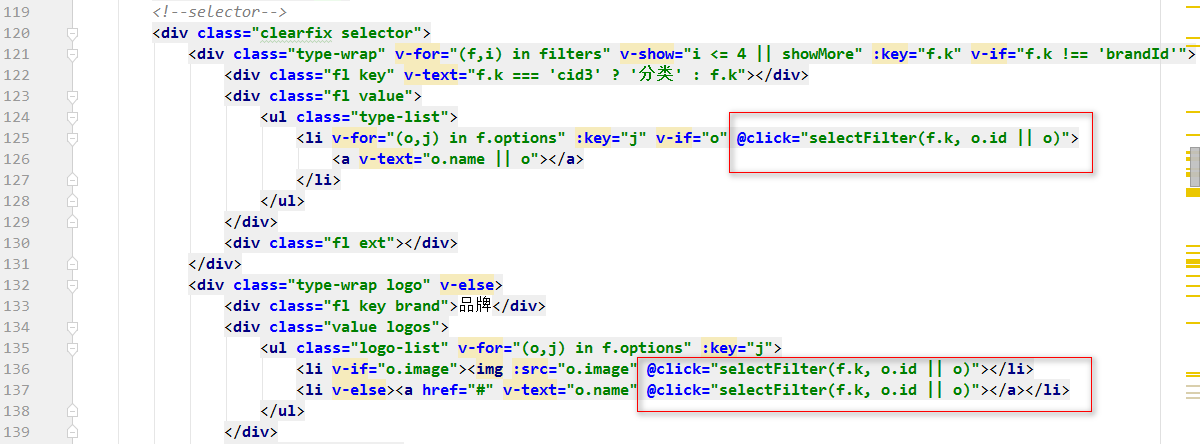 119 <!--selector-->
120 <div class="clearfix selector">
121 <div class="type-wrap" v-for="(f,i) in filters" v-show="i <= 4 || showMore" :key="f.k" v-if="f.k !== 'brandId'">
122 <div class="fl key" v-text="f.k === 'cid3' ? '分类' : f.k"></div>
123 <div class="fl value">
124 <ul class="type-list">
125 <li v-for="(o,j) in f.options" :key="j" v-if="o" @click="selectFilter(f.k, o.id || o)">
126 <a v-text="o.name || o"></a>
127 </li>
128 </ul>
129 </div>
130 <div class="fl ext"></div>
131 </div>
132 <div class="type-wrap logo" v-else>
133 <div class="fl key brand">品牌</div>
134 <div class="value logos">
135 <ul class="logo-list" v-for="(o,j) in f.options" :key="j">
136 <li v-if="o.image"><img :src="o.image" @click="selectFilter(f.k, o.id || o)"></li>
137 <li v-else><a href="#" v-text="o.name" @click="selectFilter(f.k, o.id || o)"></a></li>
138 </ul>
139 </div>